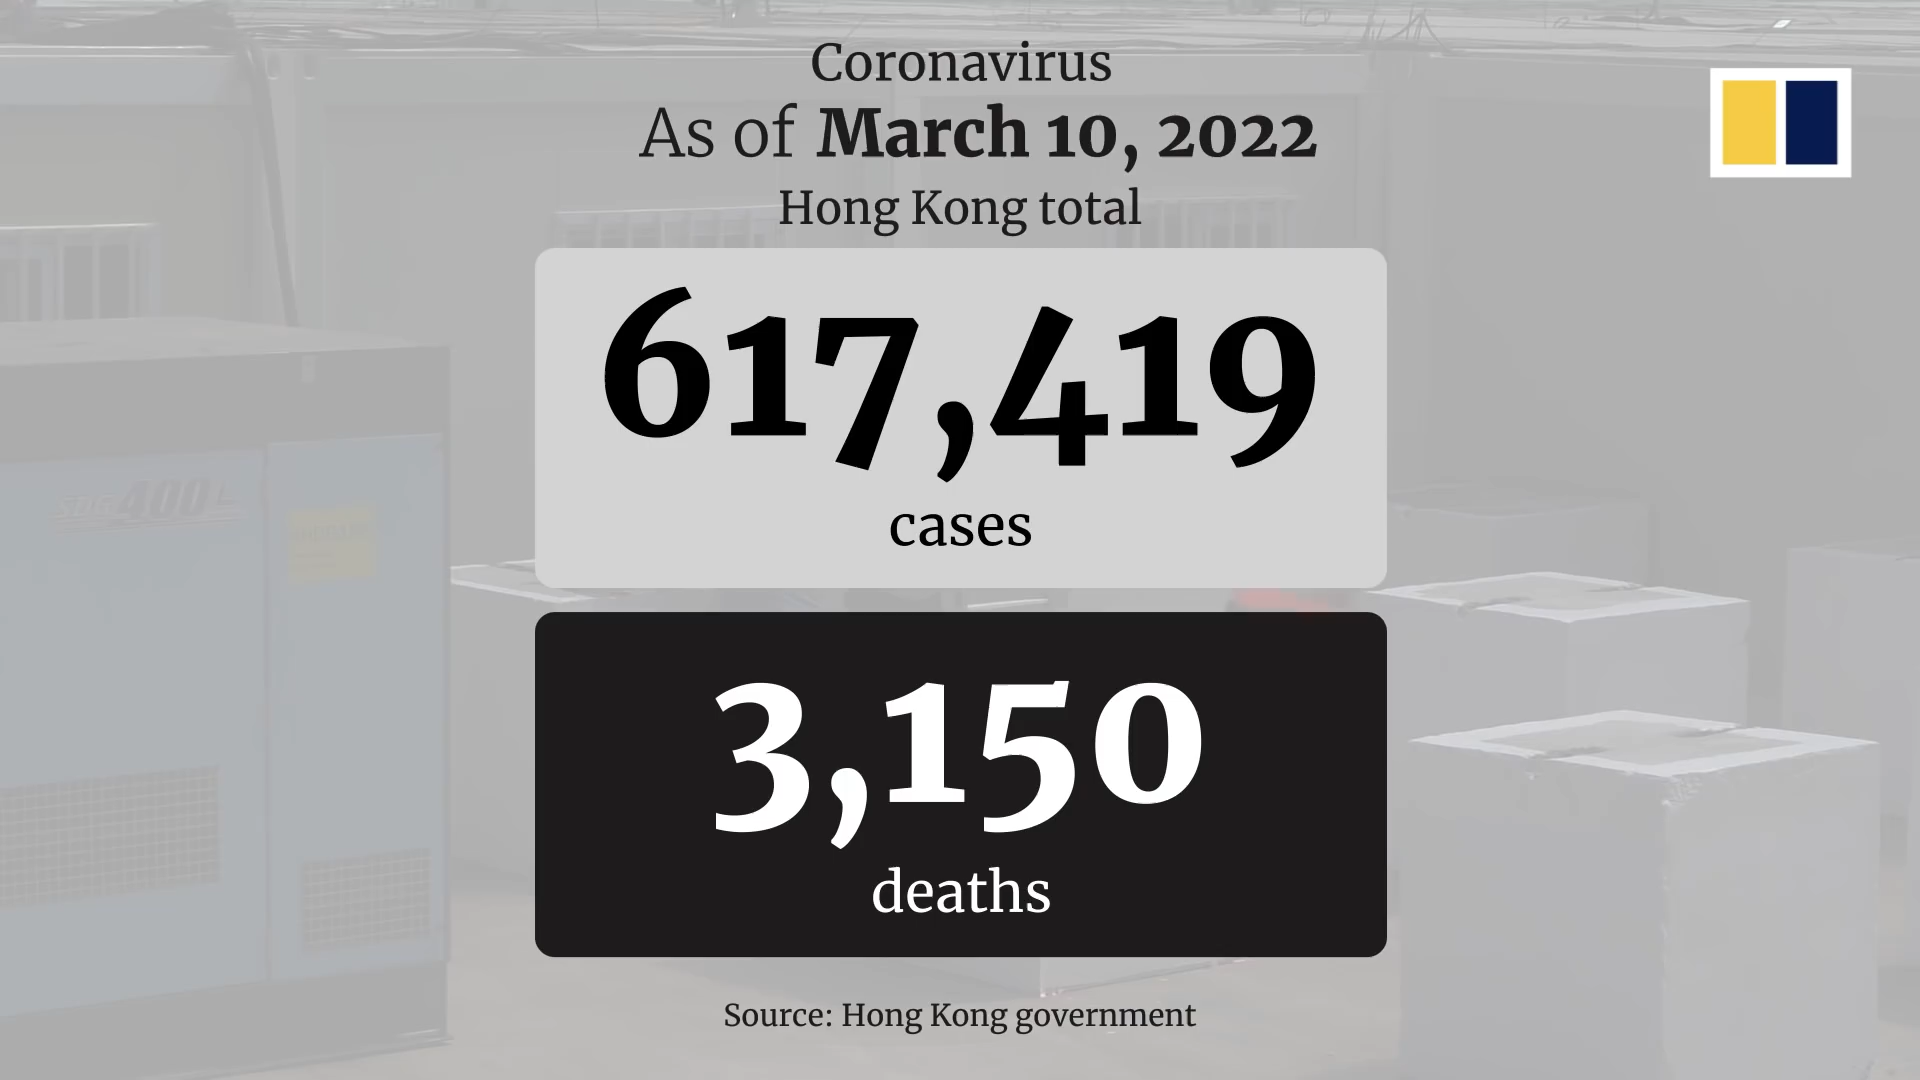 Coronavirus
As of March 10, 2022
Hong Kong total
617,419
cases
3,150
deaths
SDG400L
Source: Hong Kong government